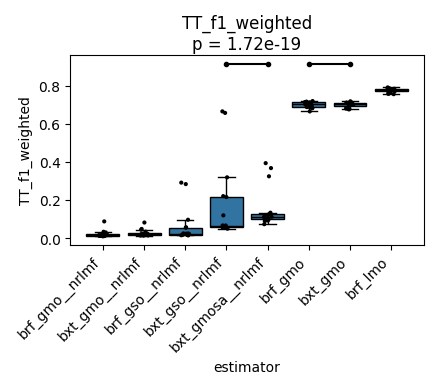 TT_f1_weighted
p = 1.72e-19
TT_f1_weighted
0.8
0.6
0.4
0.2
0.0
brf_gmo__nrlmf
bxt_gmo__nrlmf
brf_gso__nrlmf
bxt_gso__nrlmf
bxt_gmosa__nrlmf
brf_gmo
bxt_gmo
brf_lmo
estimator